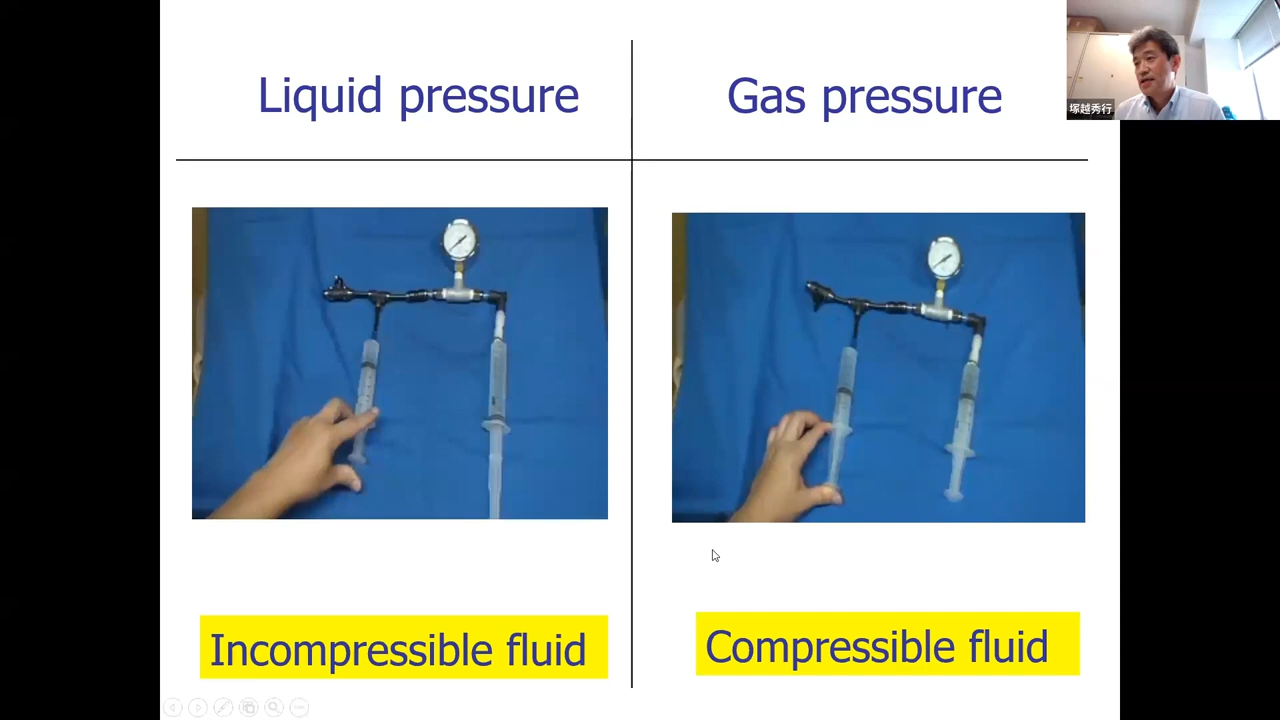 Liquid pressure
Gas pressure
塚越秀行
Incompressible fluid
Compressible fluid